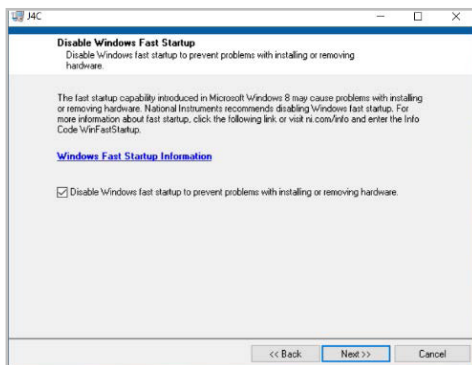 J4C
Disable Windows Fast Startup
Disable Windows fast startup to prevent problems with installing or removing
hardware.
The fast startup capability introduced in Microsoft Windows 8 may cause problems with installing
or removing hardware. National Instruments recommends disabling Windows fast startup. For
more information about fast startup, click the following link or visit ni.com/info and enter the Info
Code WinFastStartup.
Windows Fast Startup Information
Disable Windows fast startup to prevent problems with installing or removing hardware.
<< Back Next >> Cancel